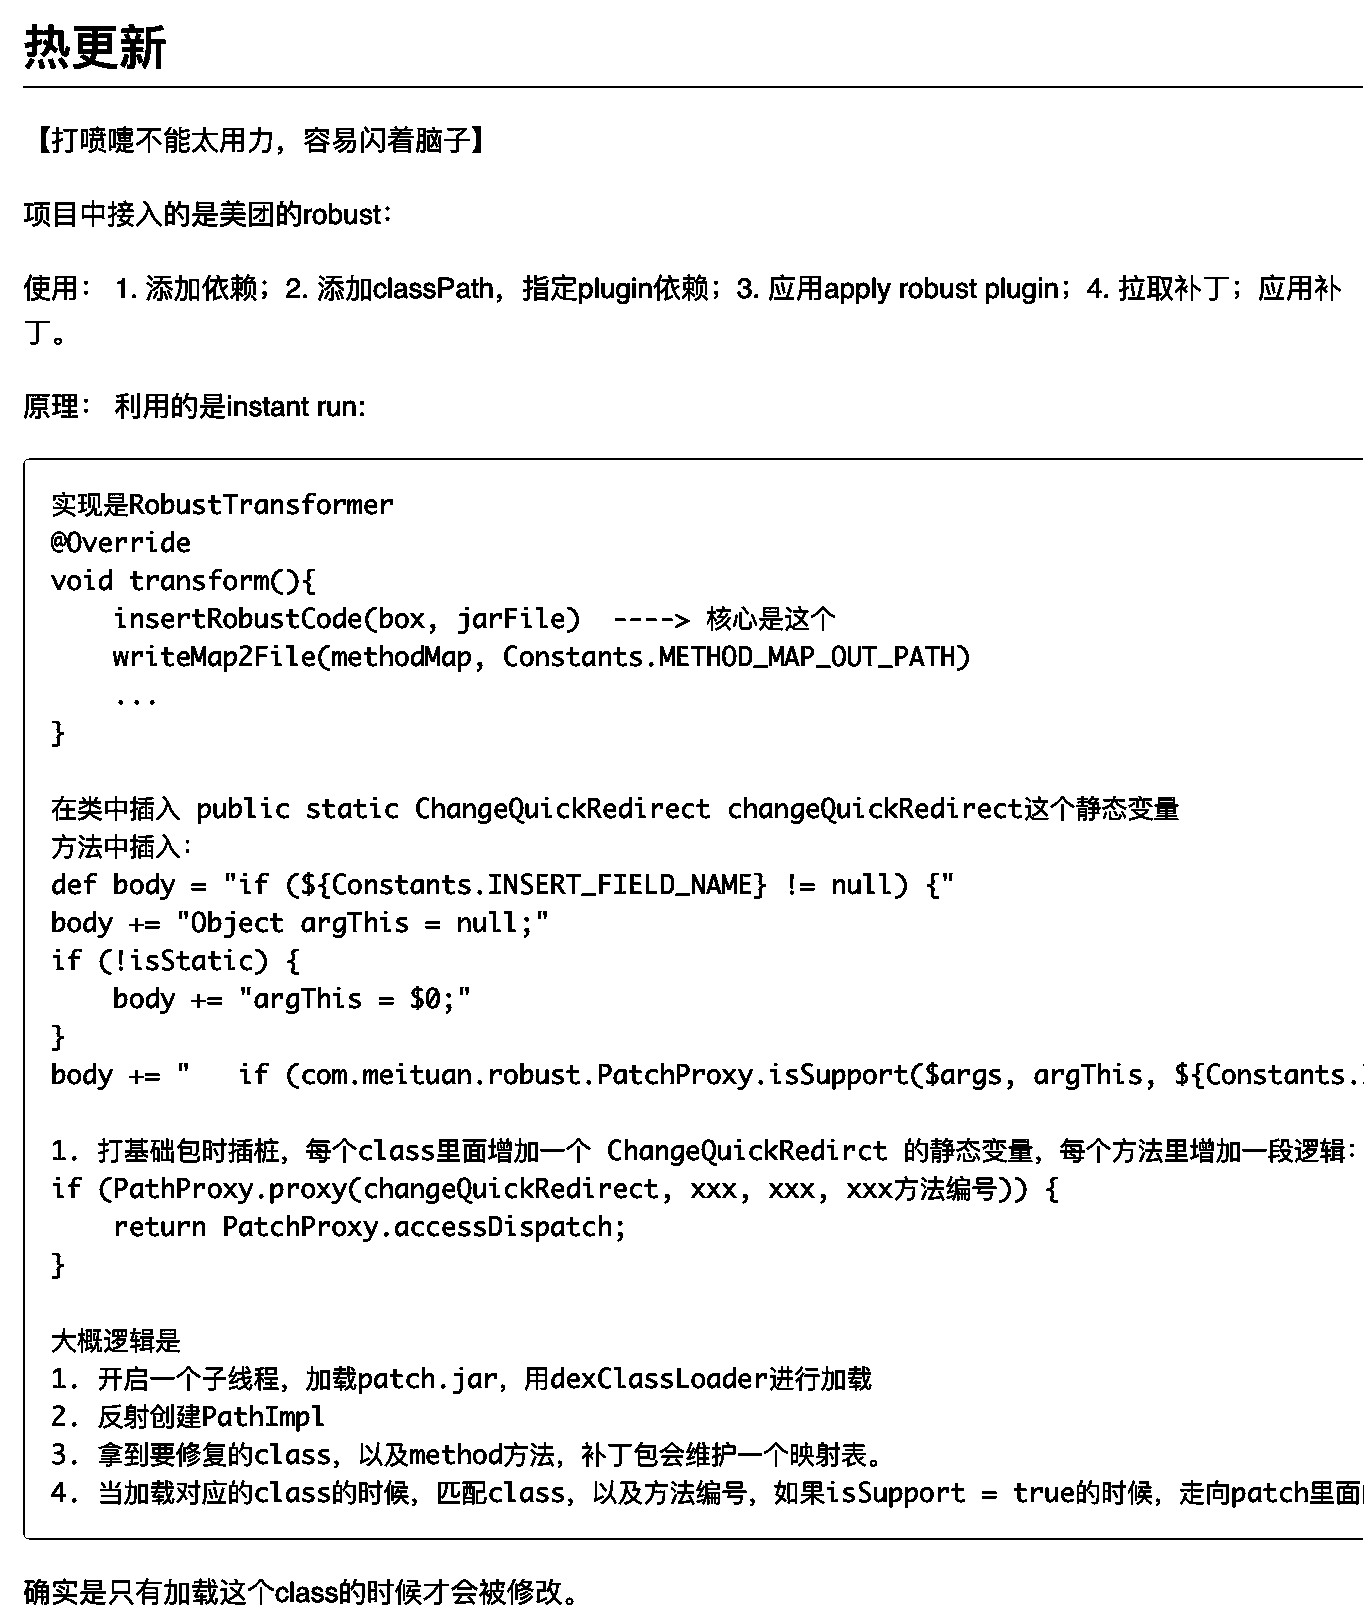 热更新
【打喷嚏不能太用力，容易闪着脑子】
项目中接入的是美团的robust：
使用： 1. 添加依赖；2. 添加classPath，指定plugin依赖；3. 应用apply robust plugin；4. 拉取补丁；应用补
丁。
原理： 利用的是instant run:
实现是RobustTransformer
@Override
void transform(){
    insertRobustCode(box, jarFile)  ----> 核心是这个
    writeMap2File(methodMap, Constants.METHOD_MAP_OUT_PATH)
    ...
}
在类中插入 public static ChangeQuickRedirect changeQuickRedirect这个静态变量
方法中插入：
def body = "if (${Constants.INSERT_FIELD_NAME} != null) {"
body += "Object argThis = null;"
if (!isStatic) {
    body += "argThis = $0;"
}
body += "   if (com.meituan.robust.PatchProxy.isSupport($args, argThis, ${Constants.
1. 打基础包时插桩，每个class里面增加一个 ChangeQuickRedirct 的静态变量，每个方法里增加一段逻辑：
if (PathProxy.proxy(changeQuickRedirect, xxx, xxx, xxx方法编号)) {
    return PatchProxy.accessDispatch;
}
大概逻辑是
1. 开启一个子线程，加载patch.jar，用dexClassLoader进行加载
2. 反射创建PathImpl
3. 拿到要修复的class，以及method方法，补丁包会维护一个映射表。
4. 当加载对应的class的时候，匹配class，以及方法编号，如果isSupport = true的时候，走向patch里面
确实是只有加载这个class的时候才会被修改。